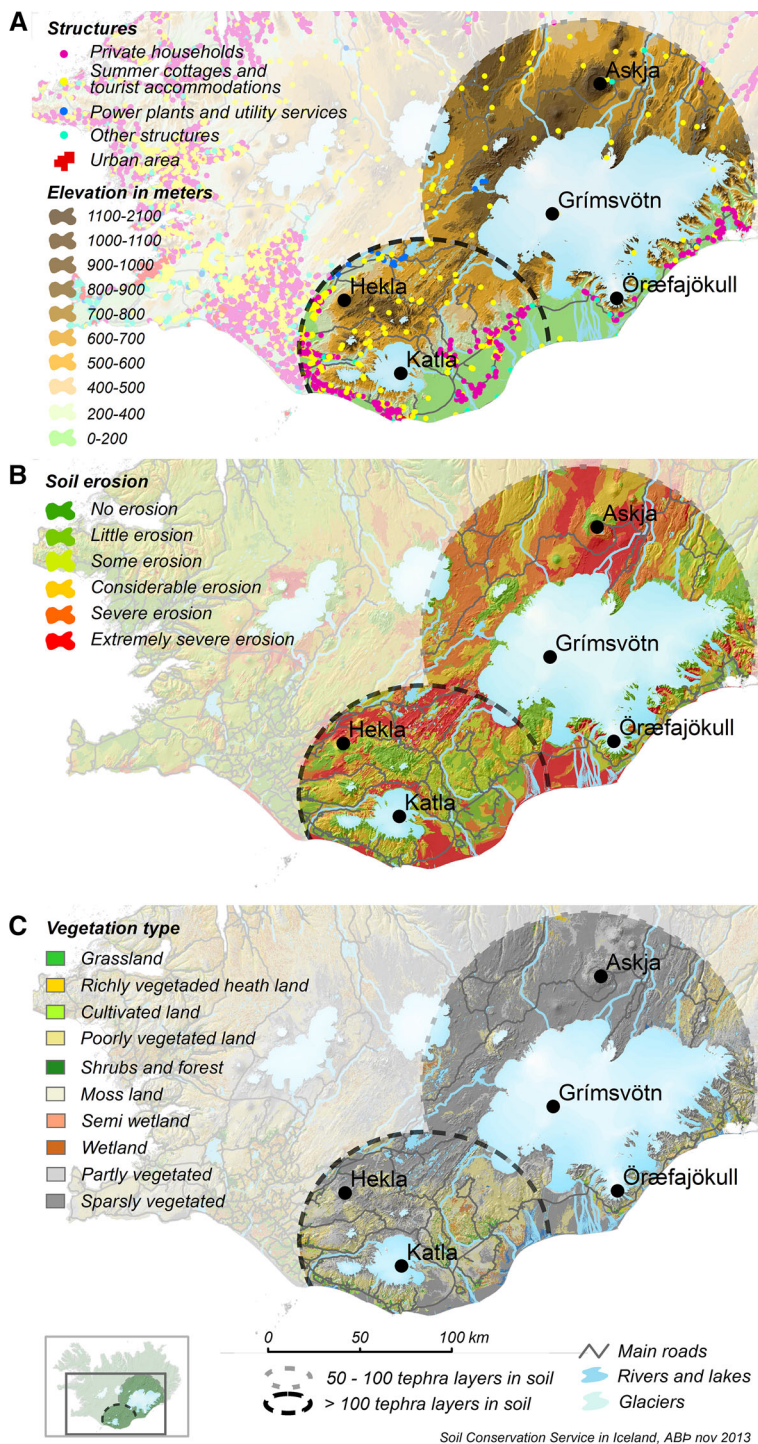 A
Structures
Private households
Summer cottages and
tourist accommodations
Power plants and utility services
Other structures
Urban area
Elevation in meters
1100-2100
1000-1100
900-1000
800-900
700-800
600-700
500-600
400-500
200-400
0-200
Askja
Grímsvötn
Hekla
Öræfajökull
Katla
B
Soil erosion
No erosion
Little erosion
Some erosion
Considerable erosion
Severe erosion
Extremely severe erosion
Askja
Grímsvötn
Hekla
Öræfajökull
Katla
C
Vegetation type
Grassland
Richly vegetaded heath land
Cultivated land
Poorly vegetated land
Shrubs and forest
Moss land
Semi wetland
Wetland
Partly vegetated
Sparsly vegetated
Askja
Grímsvötn
Hekla
Öræfajökull
Katla
0 50 100 km
50 - 100 tephra layers in soil
> 100 tephra layers in soil
Main roads
Rivers and lakes
Glaciers
Soil Conservation Service in Iceland, ABÞ nov 2013